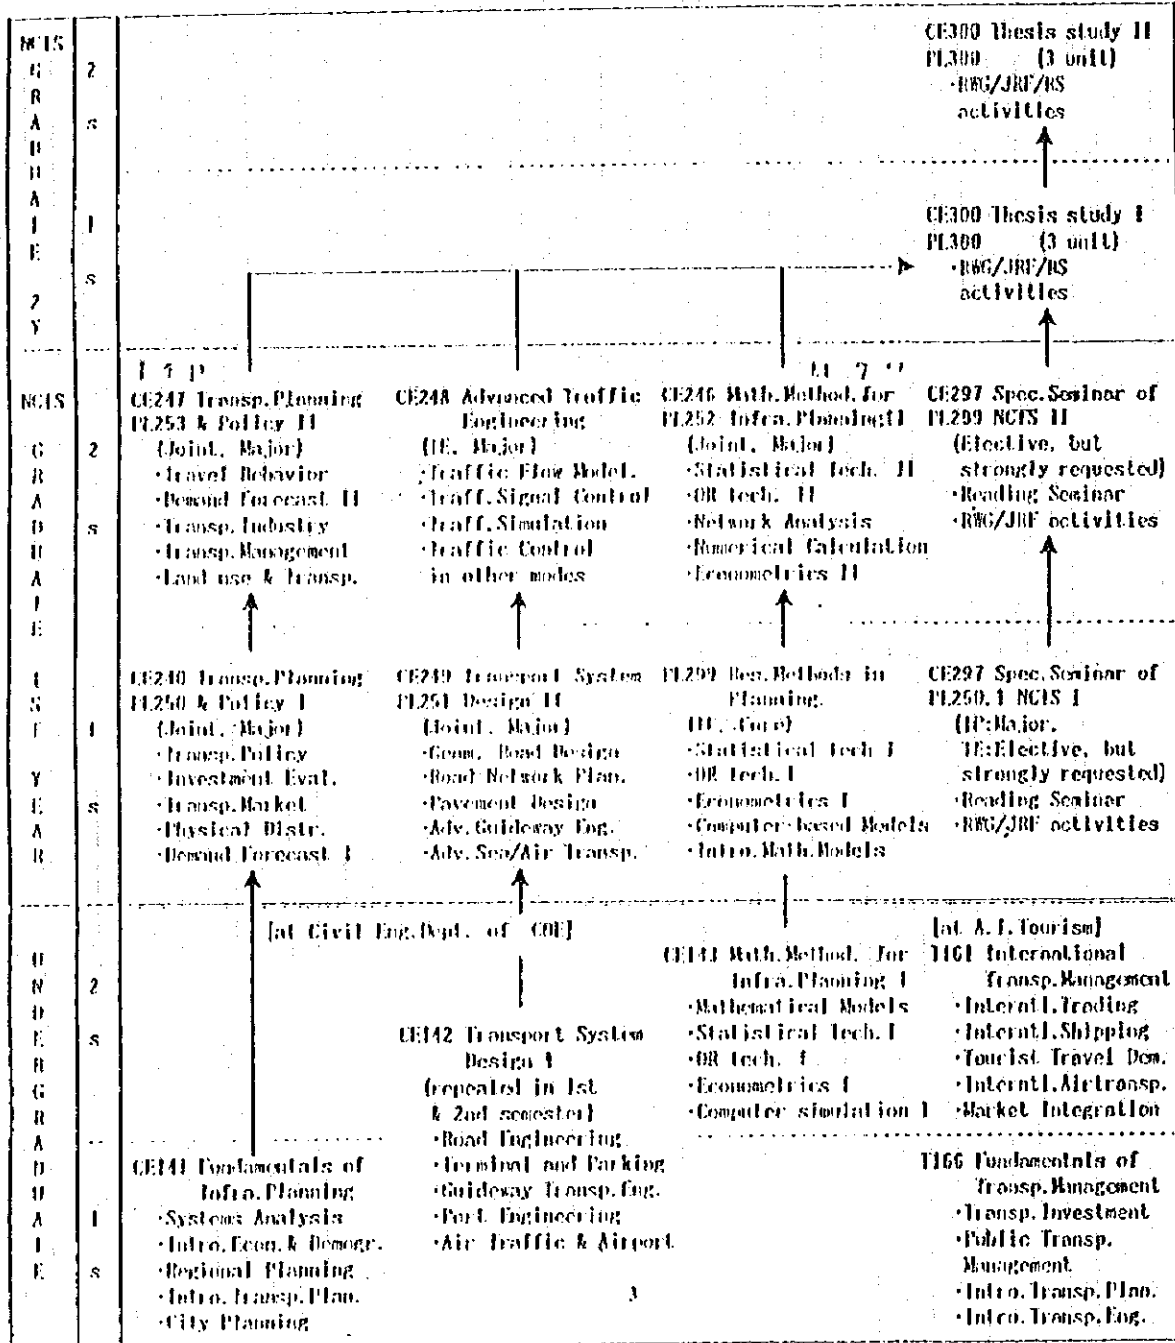 CE300 Thesis study II
PL300 (3 unit)
·RWG/JRF/RS
activities
CE300 Thesis study I
PL300 (3 unit)
·RWG/JRF/RS
activities
NCTS
GRADUATE
2Y
2
s
1
s
CE247 Transp.Planning
PL253 & Policy II
(Joint, Major)
·Travel Behavior
·Demand Forecast II
·Transp.Industry
·Transp.Management
·Land use & Transp.
CE248 Advanced Traffic
Engineering
(TE, Major)
·Traffic Flow Model.
·Traff.Signal Control
·Traff.Simulation
·Traffic Control
in other modes
CE246 Math.Method.for
PL252 Infra.Planning II
(Joint, Major)
·Statistical Tech. II
·OR tech. II
·Network Analysis
·Numerical Calculation
·Econometrics II
CE297 Spec.Seminar of
PL299 NCTS II
(Elective, but
strongly requested)
·Reading Seminar
·RWG/JRF activities
NCTS
GRADUATE
1ST
YEAR
2
s
1
s
CE240 Transp.Planning
PL250 & Policy I
(Joint, Major)
·Transp.Policy
·Investment Eval.
·Transp.Market
·Physical Distr.
·Demand Forecast I
CE249 Transport System
PL251 Design II
(Joint, Major)
·Geom. Road Design
·Road Network Plan.
·Pavement Design
·Adv.Guideway Eng.
·Adv.Sea/Air Transp.
PL299 Res.Methods in
Planning.
Core)
·Statistical tech I
·OR tech.I
·Econometrics I
·Computer-based Models
·Intro.Math.Models
CE297 Spec.Seminar of
PL250.1 NCTS I
(TP:Major,
TE:Elective, but
strongly requested)
·Reading Seminar
·RWG/JRF activities
[at Civil Eng.Dept. of COE]
[at A.I.Tourism]
UNDERGRADUATE
2
s
1
s
CE143 Math.Method. for
Infra.Planning I
·Mathematical Models
·Statistical Tech.I
·OR tech. I
·Econometrics I
·Computer simulation I
T161 International
Transp.Management
·Interntl.Trading
·Interntl.Shipping
·Tourist Travel Dem.
·Interntl.Airtransp.
·Market Integration
CE142 Transport System
Design I
(repeated in 1st
& 2nd semester)
·Road Engineering
·Terminal and Parking
·Guideway Transp.Eng.
·Port Engineering
·Air Traffic & Airport
CE141 Fundamentals of
Infra.Planning
·Systems Analysis
·Intro.Econ.& Demogr.
·Regional Planning
·Intro.Transp.Plan.
·City Planning
T166 Fundamentals of
Transp.Management
·Transp.Investment
·Public Transp.
Management
·Intro.Transp.Plan.
·Intro.Transp.Eng.
3